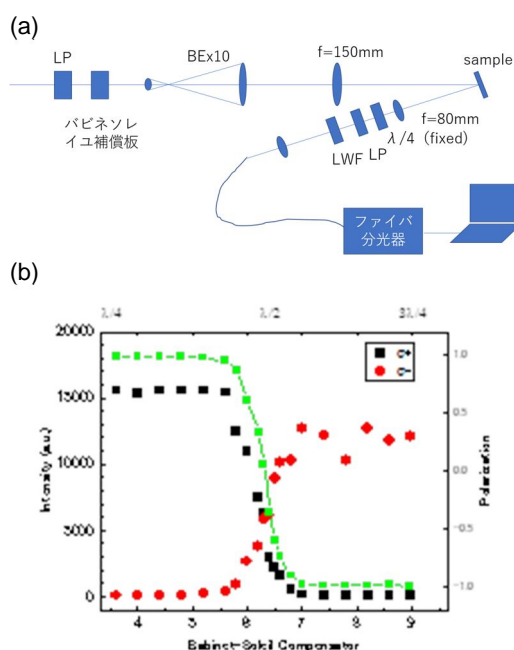 (a)
LP
BEx10
f=150mm
sample
バビネソレ
イユ補償板
f=80mm
λ/4 (fixed)
LWF
LP
ファイバ
分光器
(b)
λ/4
λ/2
3λ/4
20000
15000
10000
5000
0
Intensity (a.u.)
σ+
σ-
1.0
0.5
0.0
-0.5
-1.0
Polarization
4 5 6 7 8 9
Babinet-Soleil Compensator